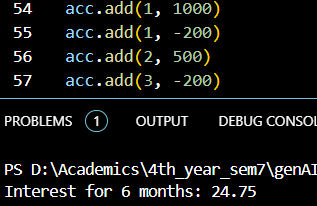 54 acc.add(1, 1000)
55 acc.add(1, -200)
56 acc.add(2, 500)
57 acc.add(3, -200)
PROBLEMS 1 OUTPUT DEBUG CONSOL
PS D:\Academics\4th_year_sem7\genAI
Interest for 6 months: 24.75